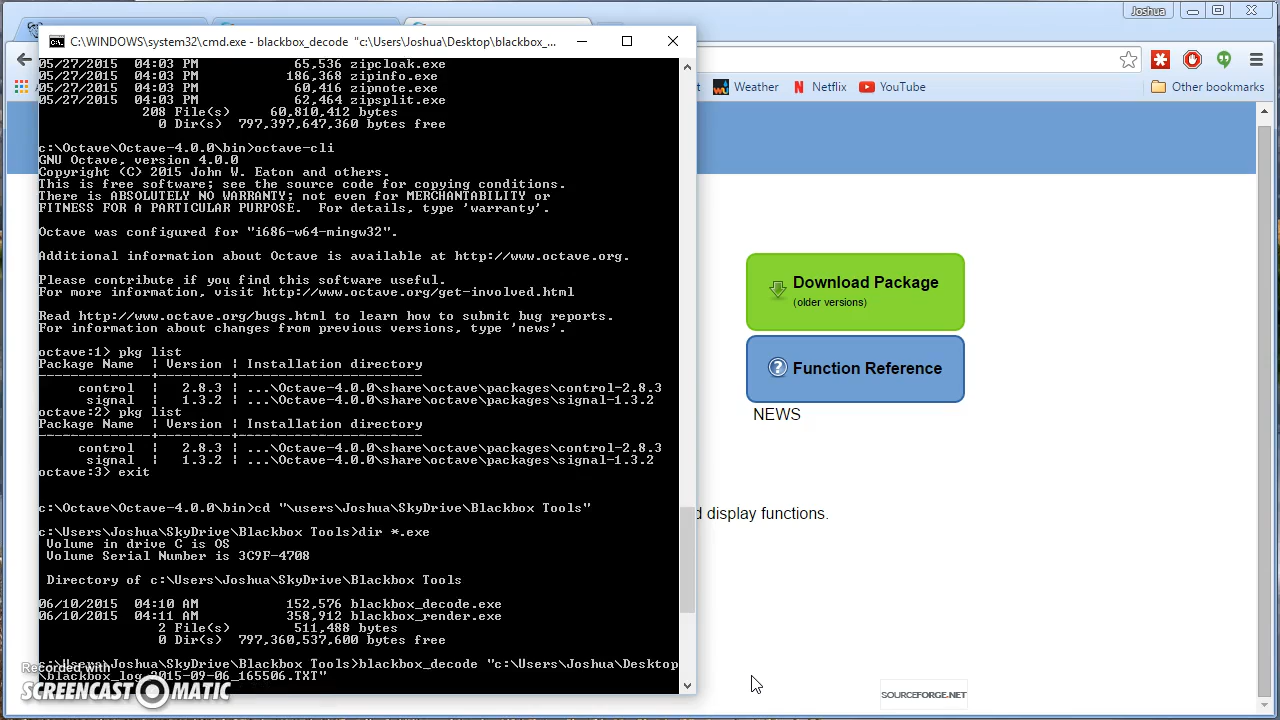 Joshua
C:\WINDOWS\system32\cmd.exe - blackbox_decode "c:\Users\Joshua\Desktop\blackbox_...
05/27/2015 04:03 PM 65,536 zipcloak.exe
05/27/2015 04:03 PM 186,368 zipinfo.exe
05/27/2015 04:03 PM 60,416 zipnote.exe
05/27/2015 04:03 PM 62,464 zipsplit.exe
208 File(s) 60,810,412 bytes
0 Dir(s) 797,397,647,360 bytes free
c:\Octave\Octave-4.0.0\bin>octave-cli
GNU Octave, version 4.0.0
Copyright (C) 2015 John W. Eaton and others.
This is free software; see the source code for copying conditions.
There is ABSOLUTELY NO WARRANTY; not even for MERCHANTABILITY or
FITNESS FOR A PARTICULAR PURPOSE. For details, type 'warranty'.
Octave was configured for "i686-w64-mingw32".
Additional information about Octave is available at http://www.octave.org.
Please contribute if you find this software useful.
For more information, visit http://www.octave.org/get-involved.html
Read http://www.octave.org/bugs.html to learn how to submit bug reports.
For information about changes from previous versions, type 'news'.
octave:1> pkg list
Package Name ¦ Version ¦ Installation directory
--------------+---------+-----------------------
control ¦ 2.8.3 ¦ ...\Octave-4.0.0\share\octave\packages\control-2.8.3
signal ¦ 1.3.2 ¦ ...\Octave-4.0.0\share\octave\packages\signal-1.3.2
octave:2> pkg list
Package Name ¦ Version ¦ Installation directory
--------------+---------+-----------------------
control ¦ 2.8.3 ¦ ...\Octave-4.0.0\share\octave\packages\control-2.8.3
signal ¦ 1.3.2 ¦ ...\Octave-4.0.0\share\octave\packages\signal-1.3.2
octave:3> exit
c:\Octave\Octave-4.0.0\bin>cd "\users\Joshua\SkyDrive\Blackbox Tools"
c:\Users\Joshua\SkyDrive\Blackbox Tools>dir *.exe
Volume in drive C is OS
Volume Serial Number is 3C9F-4708
Directory of c:\Users\Joshua\SkyDrive\Blackbox Tools
06/10/2015 04:10 AM 152,576 blackbox_decode.exe
06/10/2015 04:11 AM 358,912 blackbox_render.exe
2 File(s) 511,488 bytes
0 Dir(s) 797,360,537,600 bytes free
c:\Users\Joshua\SkyDrive\Blackbox Tools>blackbox_decode "c:\Users\Joshua\Desktop
\blackbox_log_2015-09-06_165506.TXT"
Weather Netflix YouTube Other bookmarks
Download Package
(older versions)
Function Reference
NEWS
d display functions.
Recorded with
SCREENCAST MATIC
SOURCEFORGE.NET